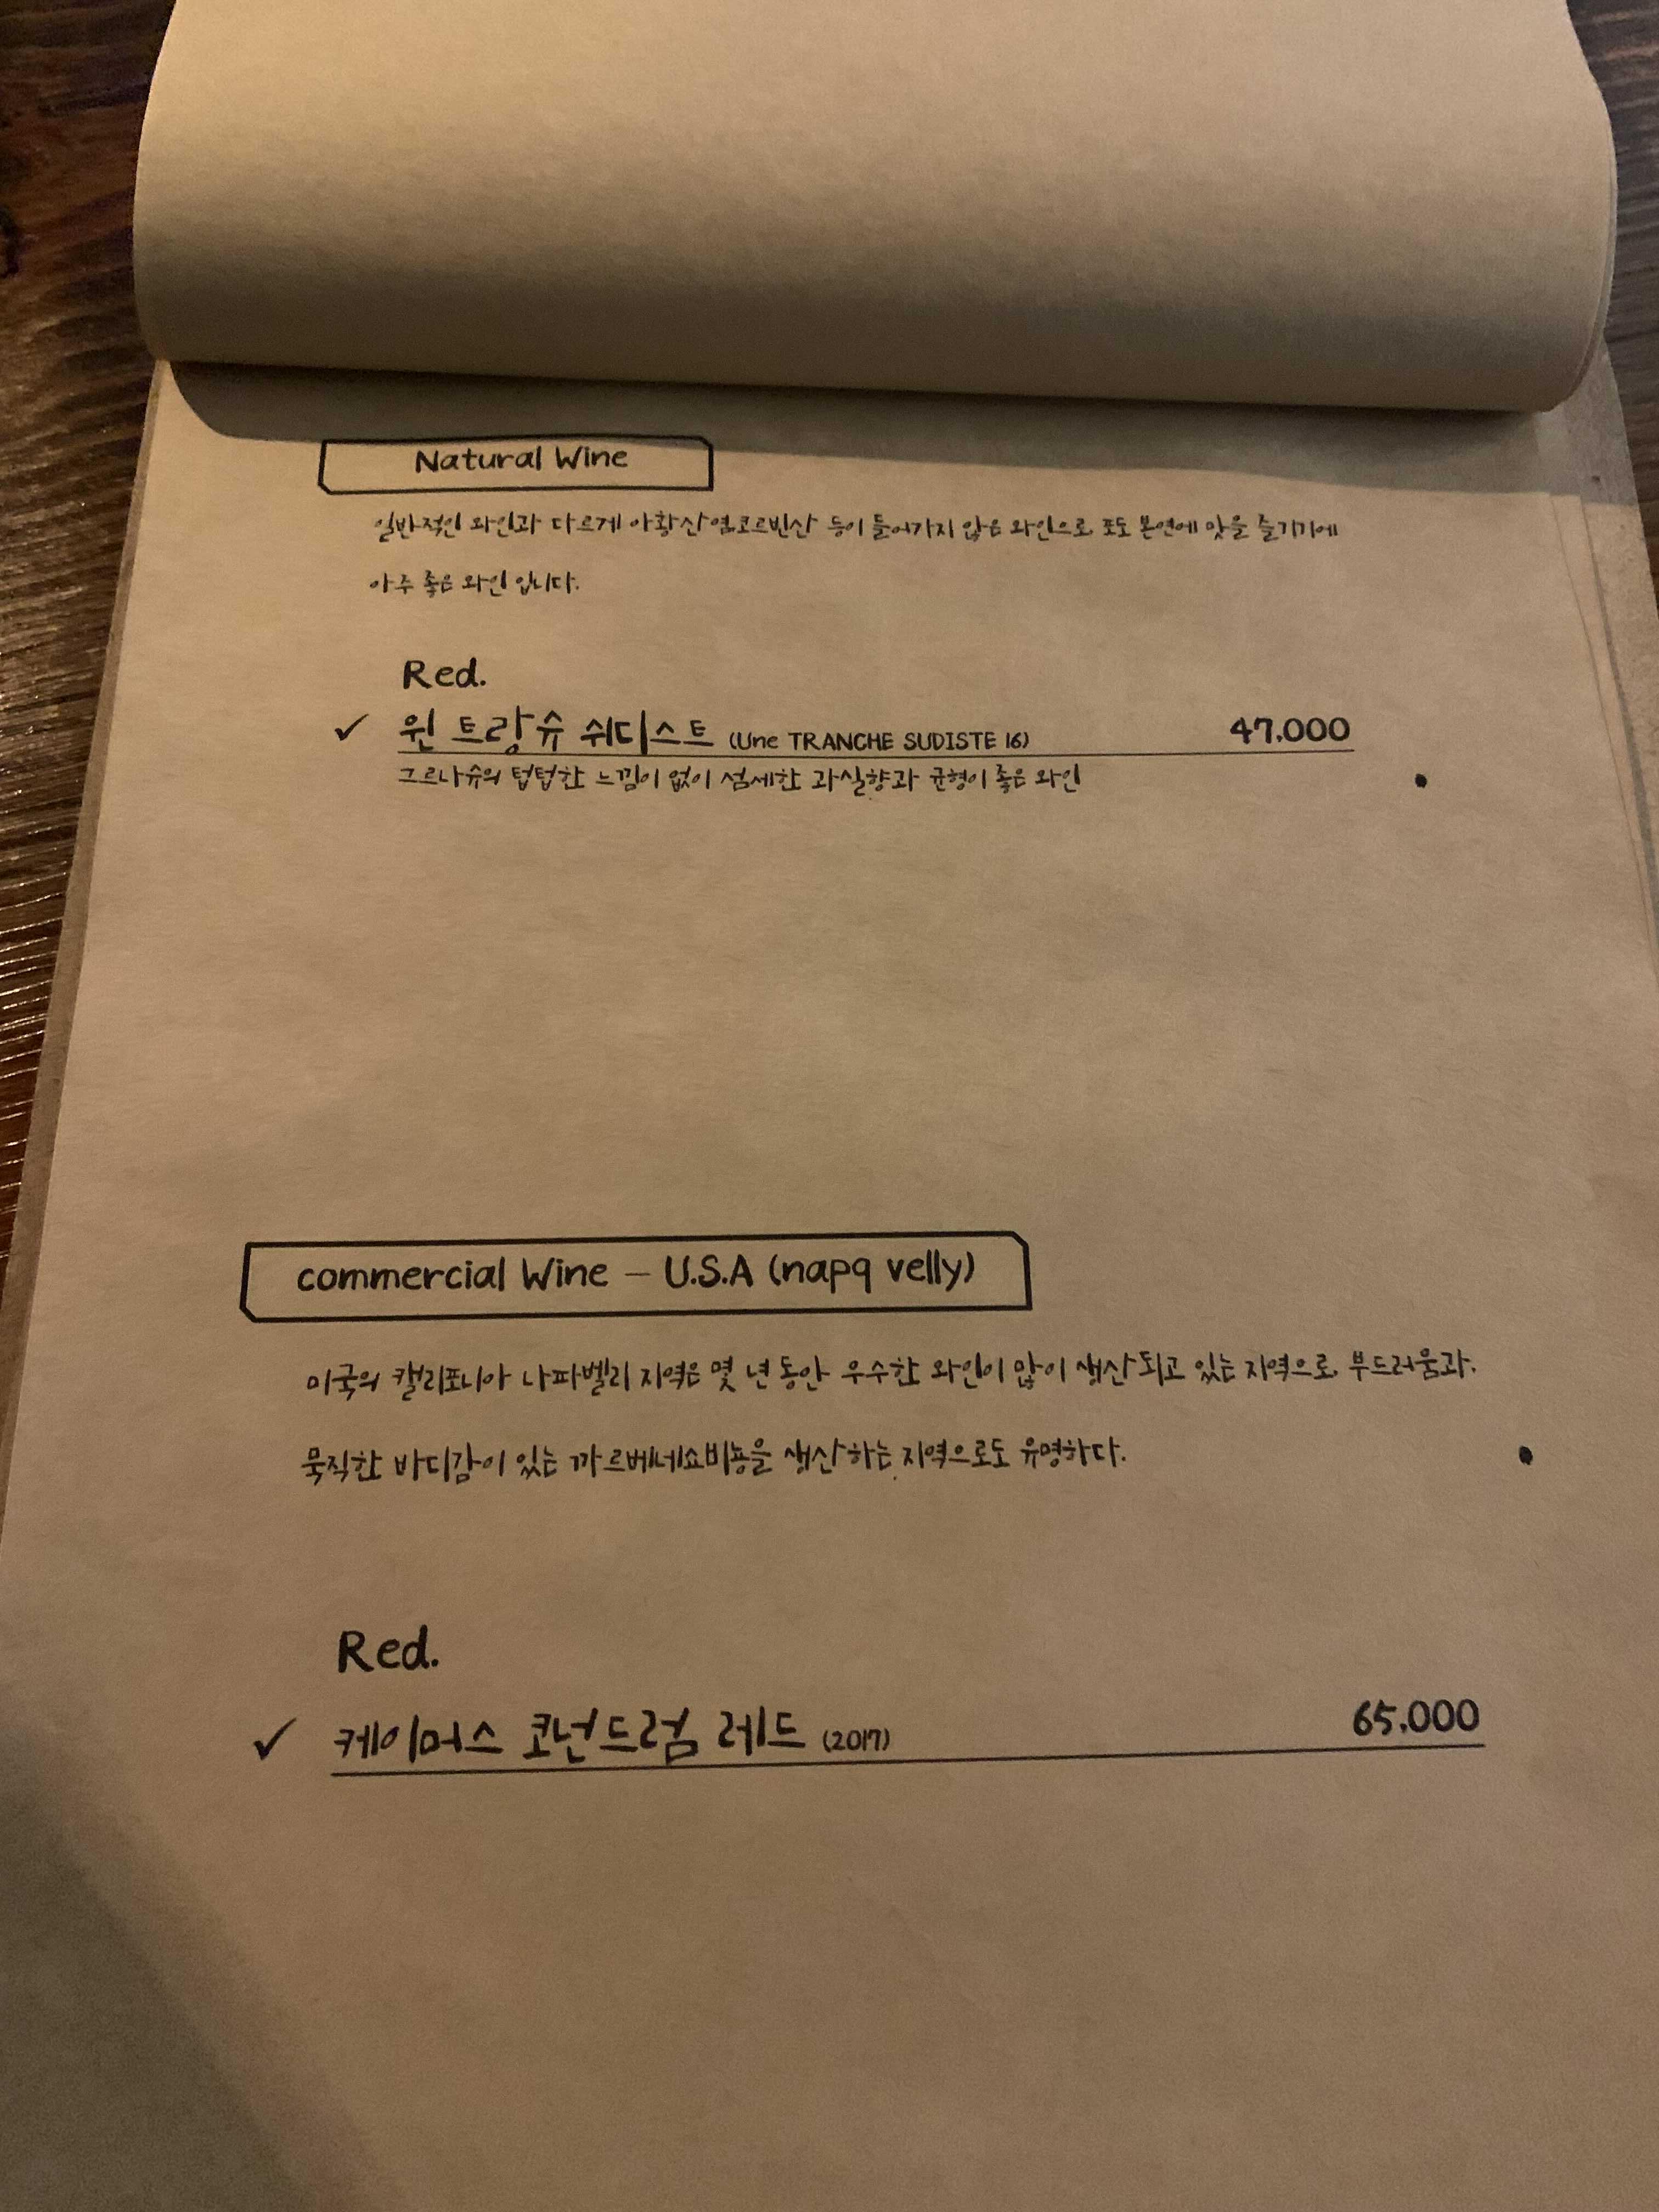 Natural Wine
일반적인 와인과 다르게 아황산염코르빈산 등이 들어가지 않은 와인으로, 포도 본연에 맛을 즐기기에
아주 좋은 와인 입니다.
Red.
✓ 원 트랑슈 쉬디스트 (Une TRANCHE SUDISTE 16) 47.000
그르나슈의 텁텁한 느낌이 없이 섬세한 과실향과 균형이 좋은 와인
commercial Wine - U.S.A (napa velly)
미국의 캘리포니아 나파벨리 지역은 몇 년 동안 우수한 와인이 많이 생산 되고 있는 지역으로, 부드러움과.
묵직한 바디감이 있는 까르베네쇼비뇽을 생산하는 지역으로도 유명하다.
Red.
✓ 케이머스 코넌드럼 레드 (2017) 65.000